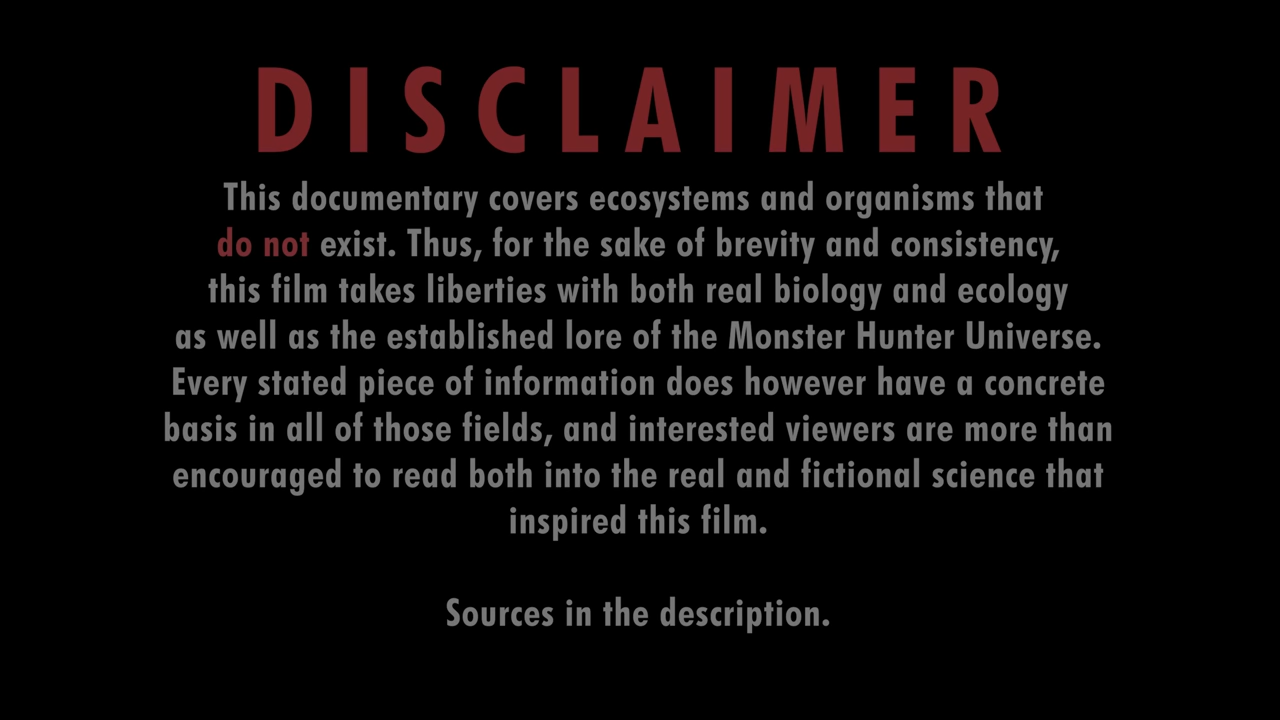 DISCLAIMER
This documentary covers ecosystems and organisms that
do not exist. Thus, for the sake of brevity and consistency,
this film takes liberties with both real biology and ecology
as well as the established lore of the Monster Hunter Universe.
Every stated piece of information does however have a concrete
basis in all of those fields, and interested viewers are more than
encouraged to read both into the real and fictional science that
inspired this film.
Sources in the description.